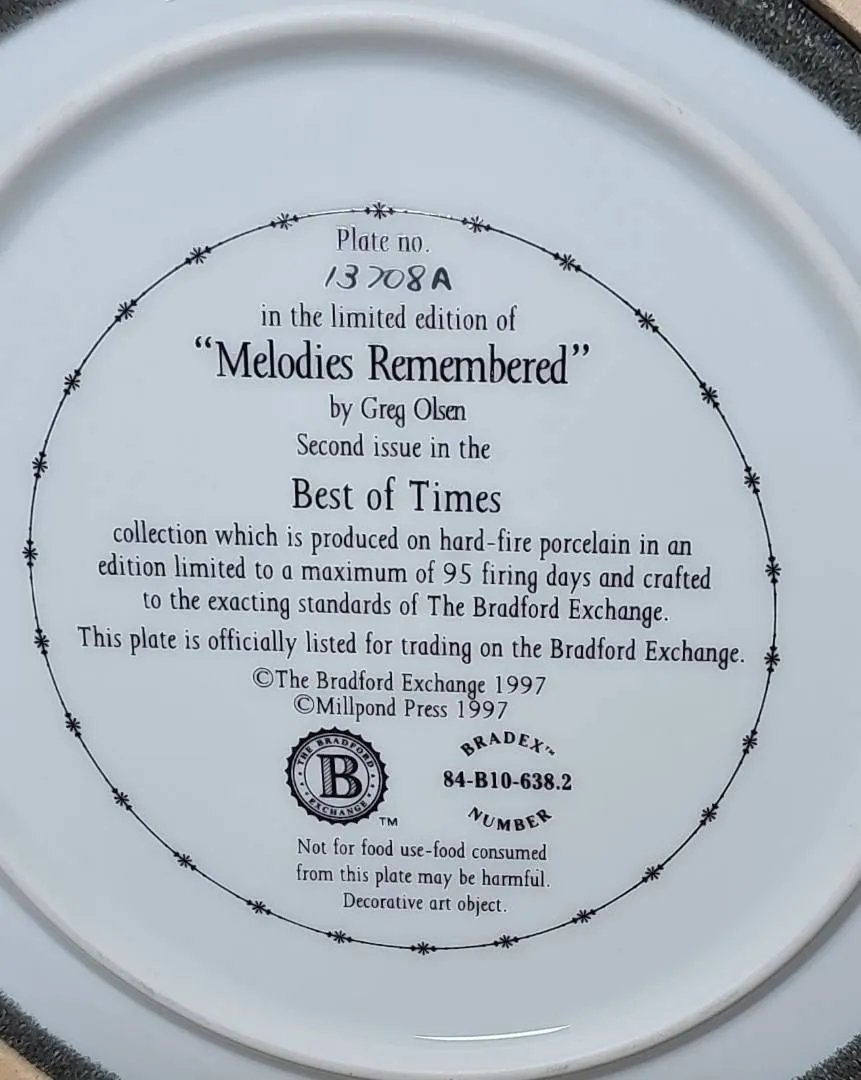 Plate no.
13708A
in the limited edition of
“Melodies Remembered”
by Greg Olsen
Second issue in the
Best of Times
collection which is produced on hard-fire porcelain in an
edition limited to a maximum of 95 firing days and crafted
to the exacting standards of The Bradford Exchange.
This plate is officially listed for trading on the Bradford Exchange.
©The Bradford Exchange 1997
©Millpond Press 1997
THE BRADFORD
B
EXCHANGE
TM
BRADEX™
84-B10-638.2
NUMBER
Not for food use-food consumed
from this plate may be harmful.
Decorative art object.